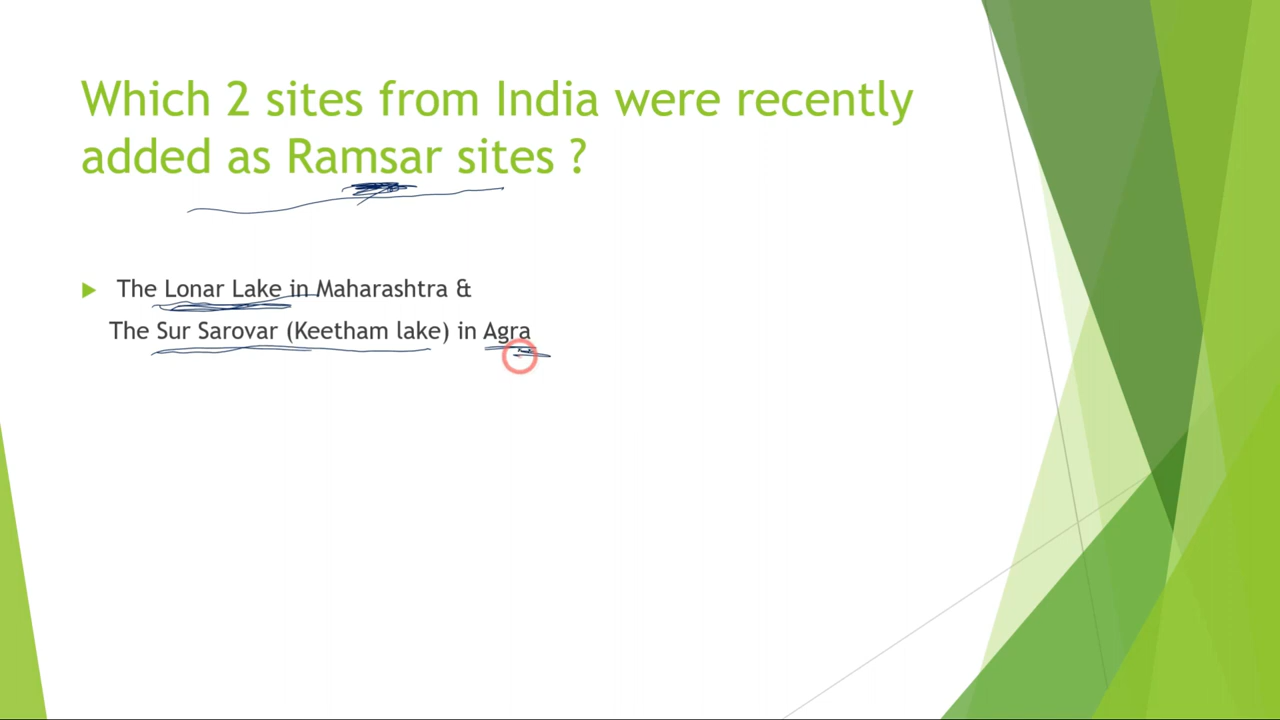 Which 2 sites from India were recently
added as Ramsar sites ?
The Lonar Lake in Maharashtra &
The Sur Sarovar (Keetham lake) in Agra